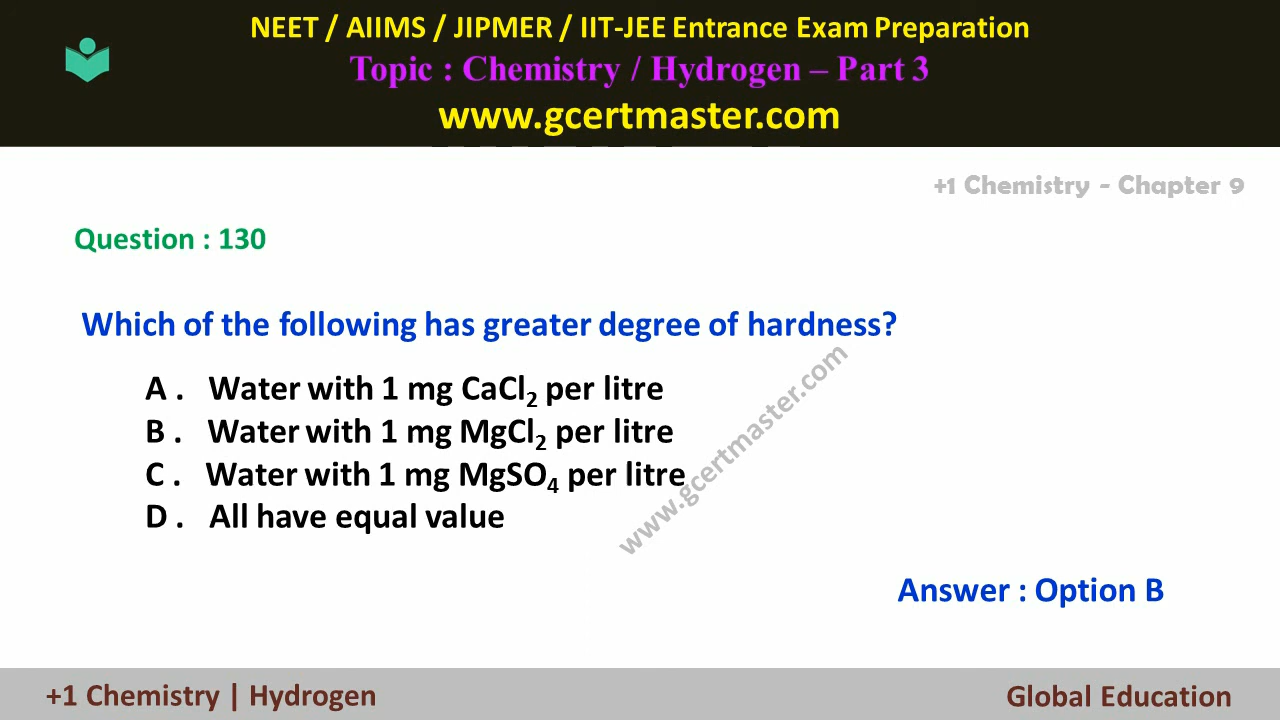 NEET / AIIMS / JIPMER / IIT-JEE Entrance Exam Preparation
Topic : Chemistry / Hydrogen – Part 3
www.gcertmaster.com
+1 Chemistry - Chapter 9
Question : 130
Which of the following has greater degree of hardness?
A . Water with 1 mg CaCl₂ per litre
B . Water with 1 mg MgCl₂ per litre
C . Water with 1 mg MgSO₄ per litre
D . All have equal value
www.gcertmaster.com
Answer : Option B
+1 Chemistry | Hydrogen
Global Education